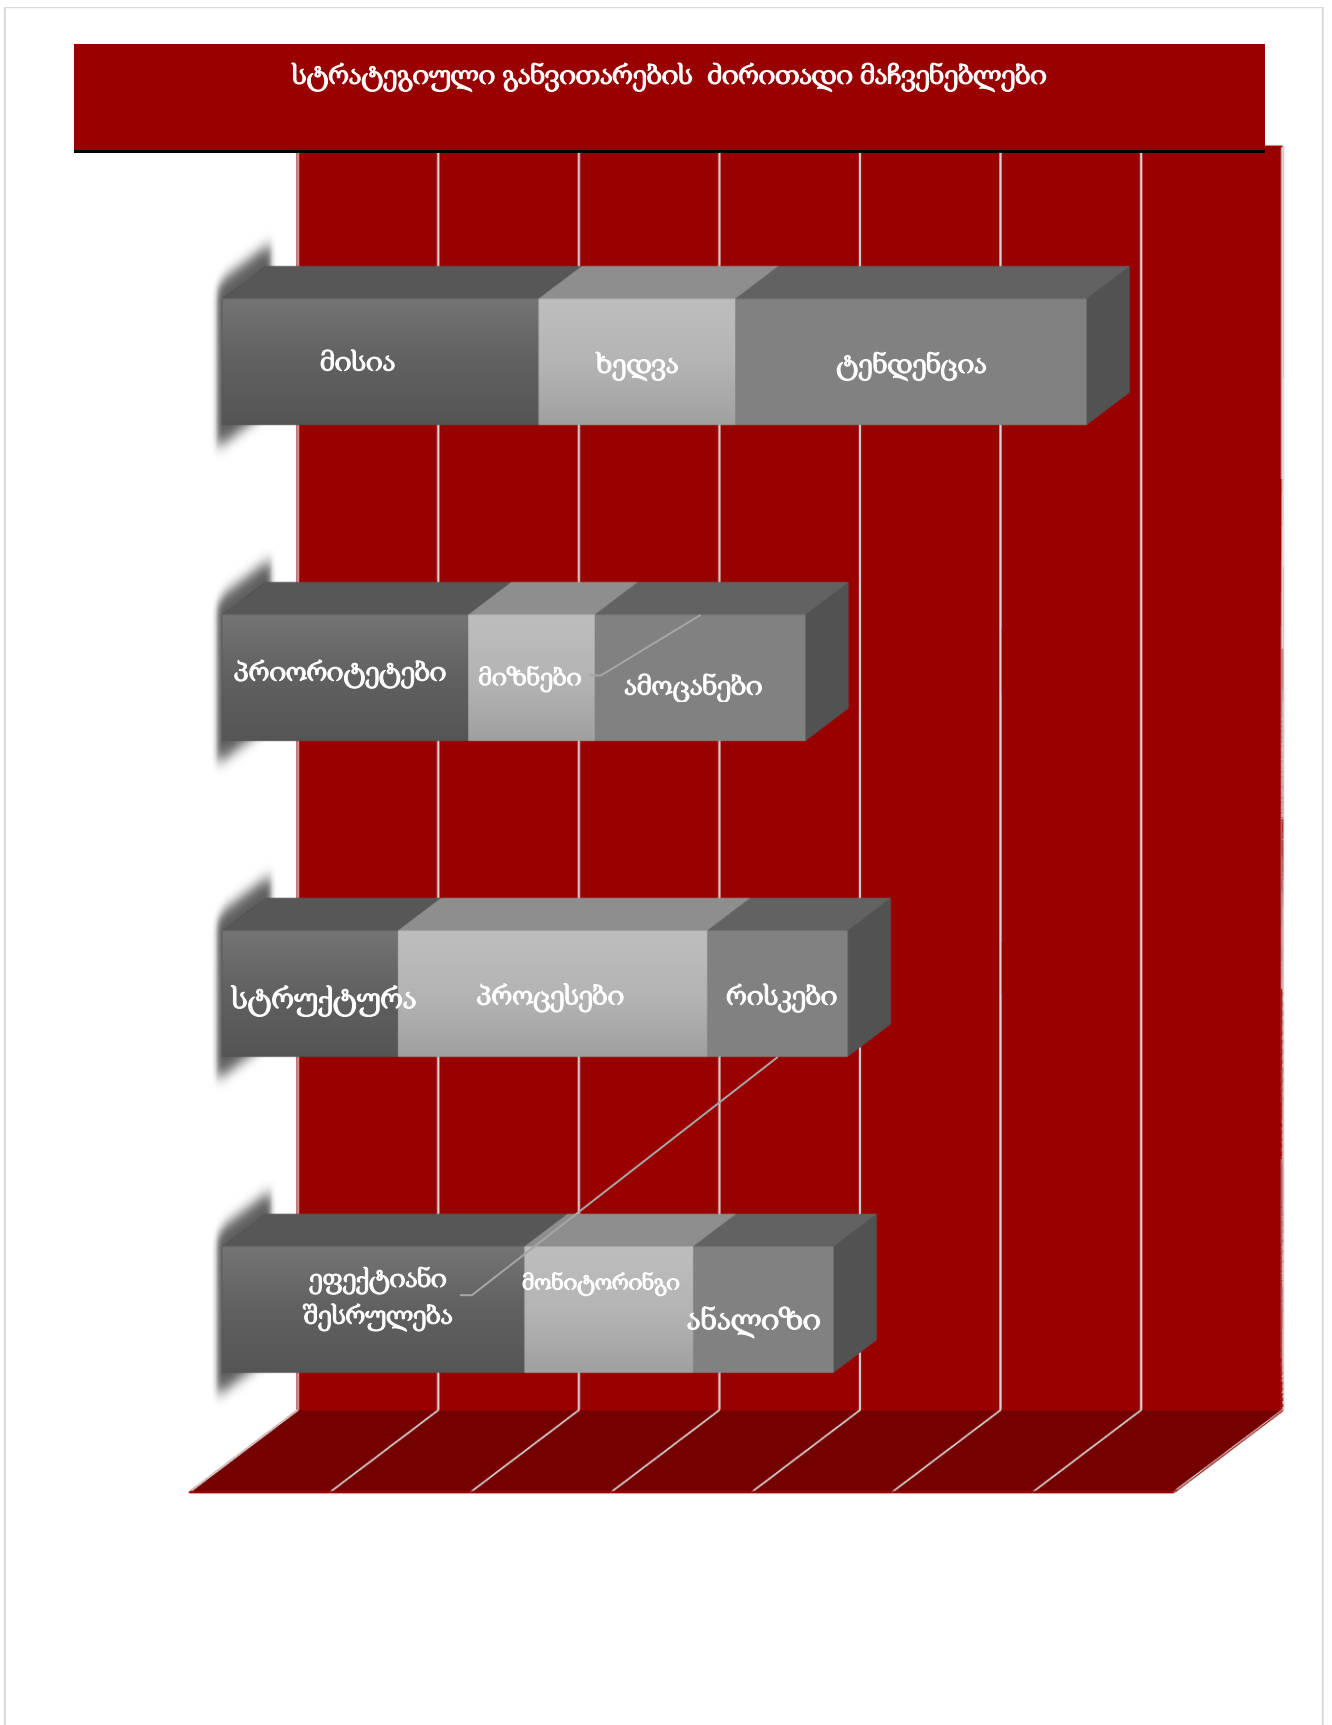 სტრატეგიული განვითარების  ძირითადი მაჩვენებლები
მისია
ხედვა
ტენდენცია
პრიორიტეტები
მიზნები
ამოცანები
სტრუქტურა
პროცესები
რისკები
ეფექტიანი
შესრულება
მონიტორინგი
ანალიზი